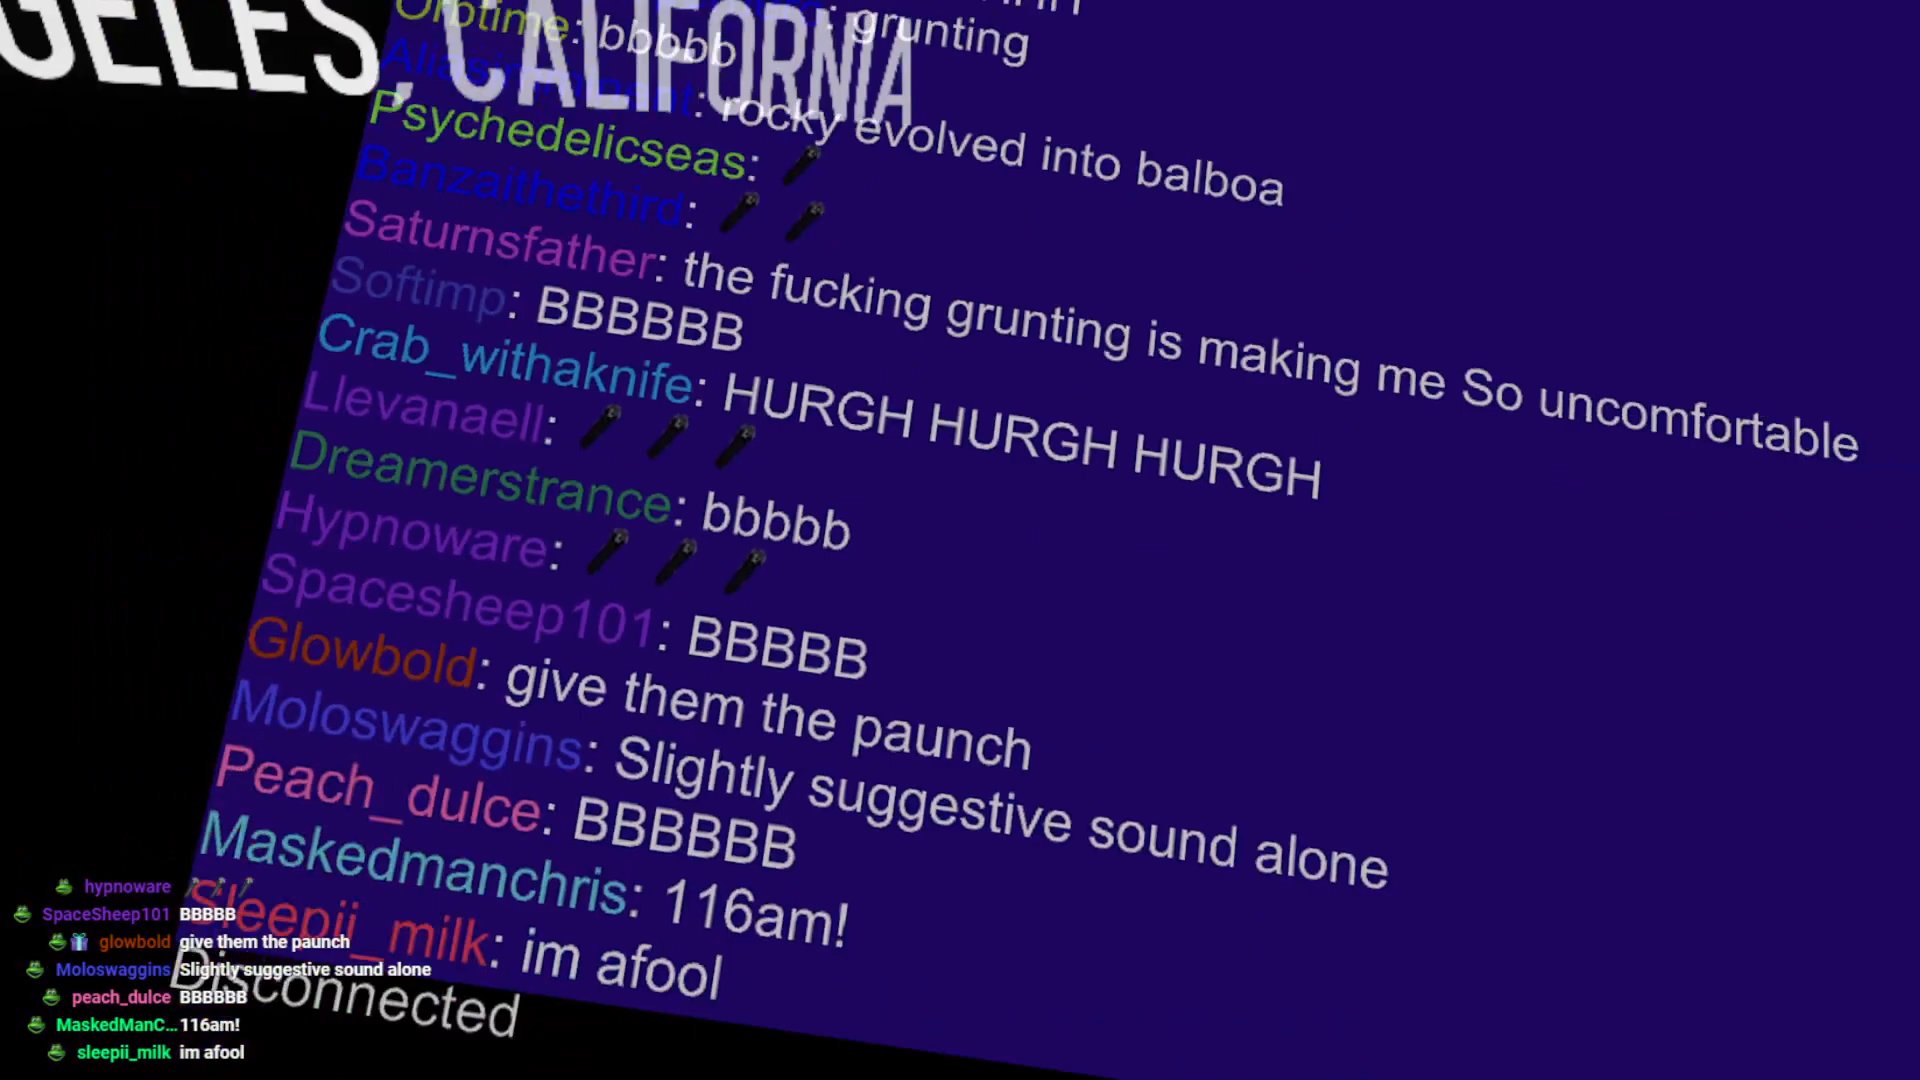 GELES, CALIFORNIA
: grunting
Orbtime: bbbbb
: rocky evolved into balboa
Psychedelicseas:
Banzaithethird:
Saturnsfather: the fucking grunting is making me So uncomfortable
Softimp: BBBBBB
Crab_withaknife: HURGH HURGH HURGH
Llevanaell:
Dreamerstrance: bbbbb
Hypnoware:
Spacesheep101: BBBBB
Glowbold: give them the paunch
Moloswaggins: Slightly suggestive sound alone
Peach_dulce: BBBBBB
Maskedmanchris: 116am!
Sleepii_milk: im afool
Disconnected
hypnoware
SpaceSheep101 BBBBB
glowbold give them the paunch
Moloswaggins Slightly suggestive sound alone
peach_dulce BBBBBB
MaskedManC... 116am!
sleepii_milk im afool